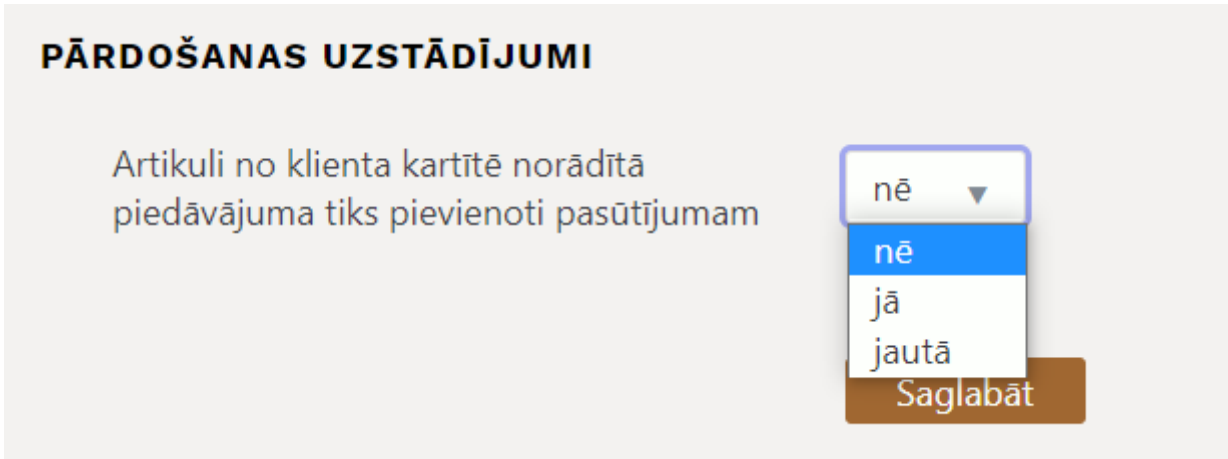 PĀRDOŠANAS UZSTĀDĪJUMI
Artikuli no klienta kartītē norādītā
piedāvājuma tiks pievienoti pasūtījumam
nē
nē
jā
jautā
Saglabāt